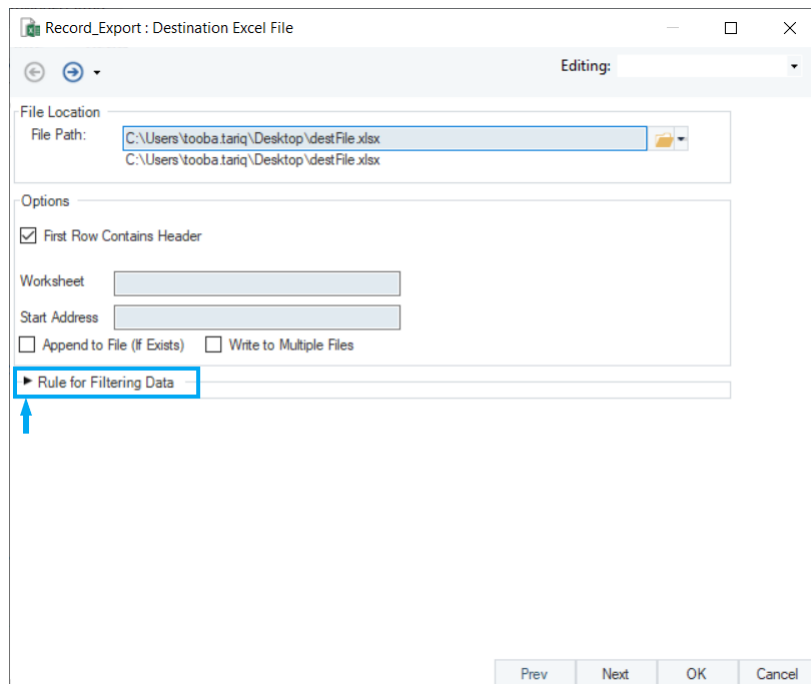 Record_Export : Destination Excel File
Editing:
File Location
File Path:
C:\Users\tooba.tariq\Desktop\destFile.xlsx
C:\Users\tooba.tariq\Desktop\destFile.xlsx
Options
First Row Contains Header
Worksheet
Start Address
Append to File (If Exists) Write to Multiple Files
Rule for Filtering Data
Prev Next OK Cancel